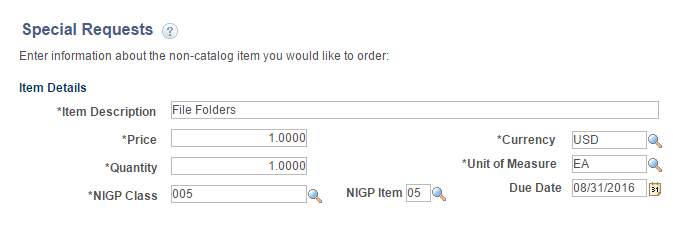 Special Requests ?
Enter information about the non-catalog item you would like to order:
Item Details
*Item Description File Folders
*Price 1.0000 *Currency USD
*Quantity 1.0000 *Unit of Measure EA
*NIGP Class 005 NIGP Item 05 Due Date 08/31/2016 31